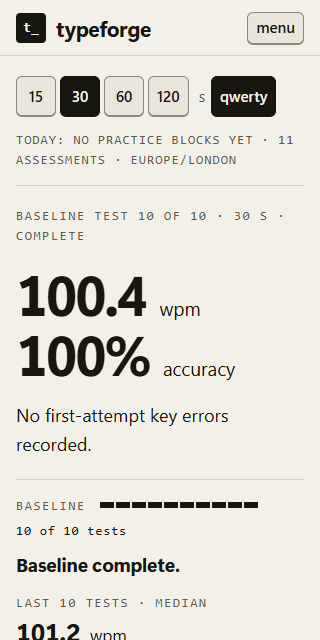 t_ typeforge menu
15 30 60 120 s qwerty
TODAY: NO PRACTICE BLOCKS YET · 11
ASSESSMENTS · EUROPE/LONDON
BASELINE TEST 10 OF 10 · 30 S ·
COMPLETE
100.4 wpm
100% accuracy
No first-attempt key errors
recorded.
BASELINE
10 of 10 tests
Baseline complete.
LAST 10 TESTS · MEDIAN
101.2 wpm